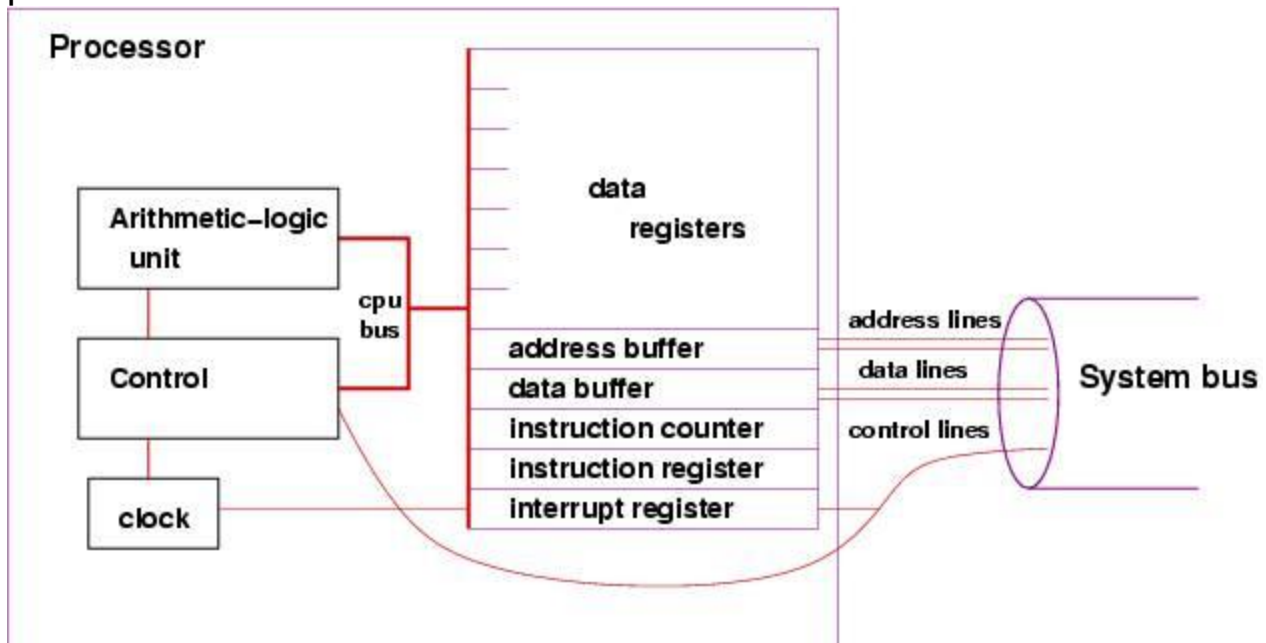 Processor
data
registers
Arithmetic-logic
unit
cpu
bus
Control
clock
address buffer
data buffer
instruction counter
instruction register
interrupt register
address lines
data lines
control lines
System bus